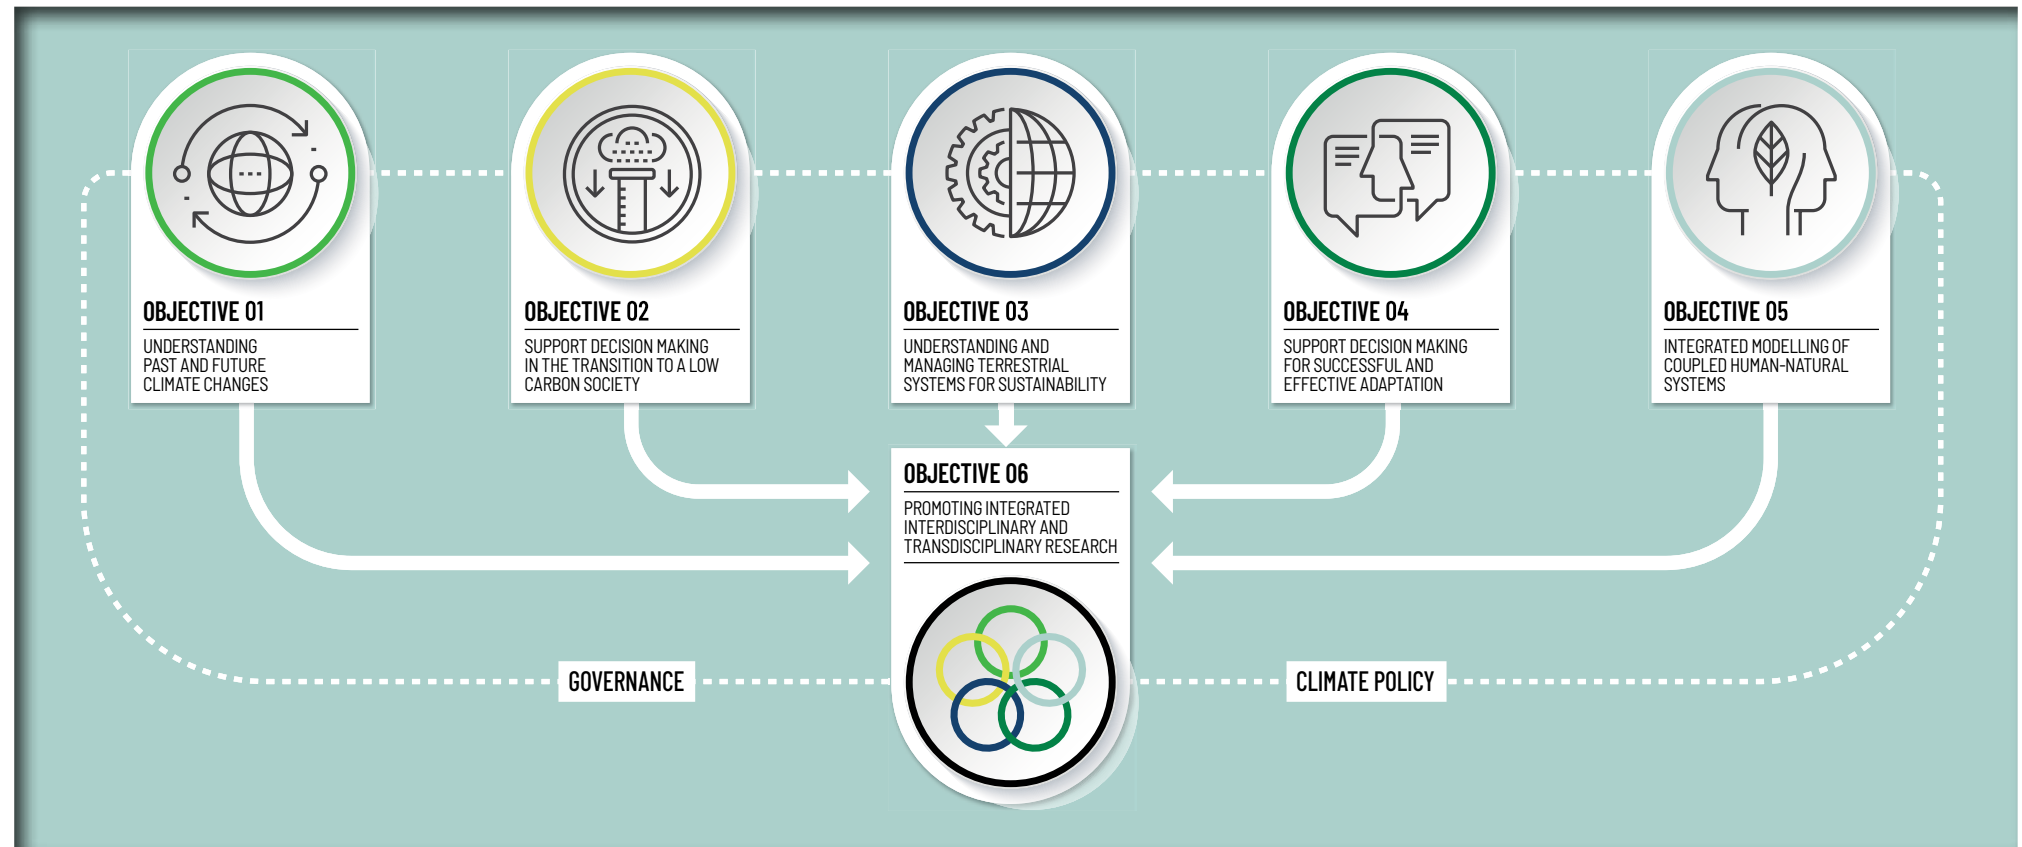 OBJECTIVE 01
UNDERSTANDING
PAST AND FUTURE
CLIMATE CHANGES
OBJECTIVE 02
SUPPORT DECISION MAKING
IN THE TRANSITION TO A LOW
CARBON SOCIETY
OBJECTIVE 03
UNDERSTANDING AND
MANAGING TERRESTRIAL
SYSTEMS FOR SUSTAINABILITY
OBJECTIVE 04
SUPPORT DECISION MAKING
FOR SUCCESSFUL AND
EFFECTIVE ADAPTATION
OBJECTIVE 05
INTEGRATED MODELLING OF
COUPLED HUMAN-NATURAL
SYSTEMS
OBJECTIVE 06
PROMOTING INTEGRATED
INTERDISCIPLINARY AND
TRANSDISCIPLINARY RESEARCH
GOVERNANCE
CLIMATE POLICY